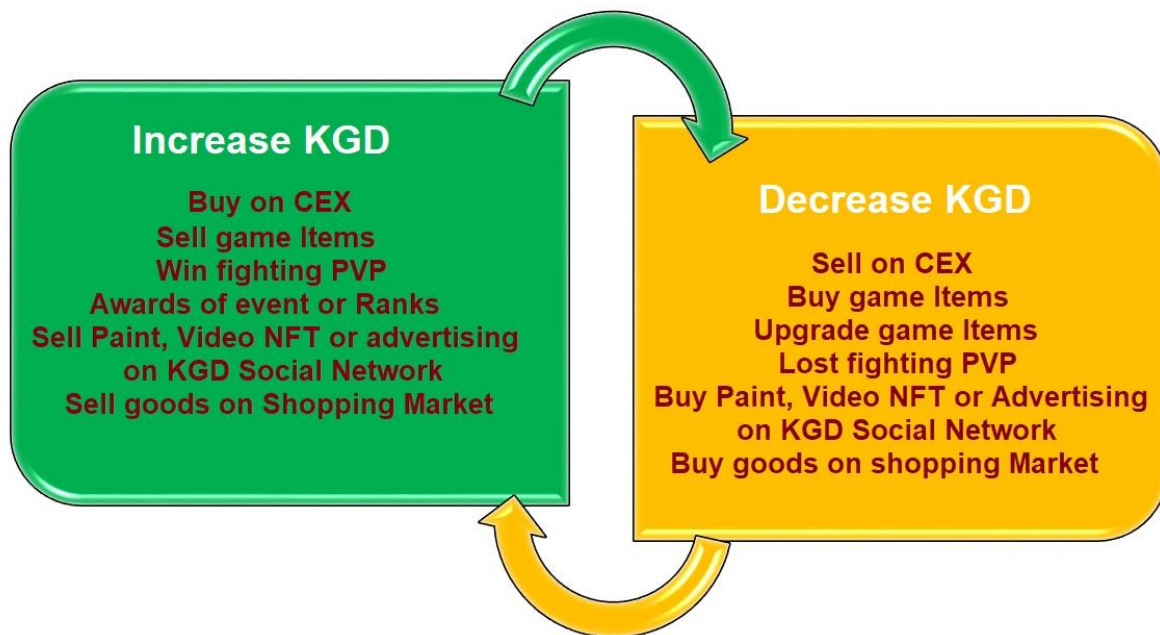 Increase KGD
Buy on CEX
Sell game Items
Win fighting PVP
Awards of event or Ranks
Sell Paint, Video NFT or advertising
on KGD Social Network
Sell goods on Shopping Market
Decrease KGD
Sell on CEX
Buy game Items
Upgrade game Items
Lost fighting PVP
Buy Paint, Video NFT or Advertising
on KGD Social Network
Buy goods on shopping Market